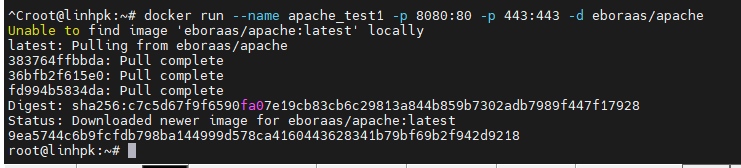 ^Croot@linhpk:~# docker run --name apache_test1 -p 8080:80 -p 443:443 -d eboraas/apache
Unable to find image 'eboraas/apache:latest' locally
latest: Pulling from eboraas/apache
383764ffbbda: Pull complete
36bfb2f615e0: Pull complete
fd994b5834da: Pull complete
Digest: sha256:c7c5d67f9f6590fa07e19cb83cb6c29813a844b859b7302adb7989f447f17928
Status: Downloaded newer image for eboraas/apache:latest
9ea5744c6b9fcfdb798ba144999d578ca4160443628341b79bf69b2f942d9218
root@linhpk:~#